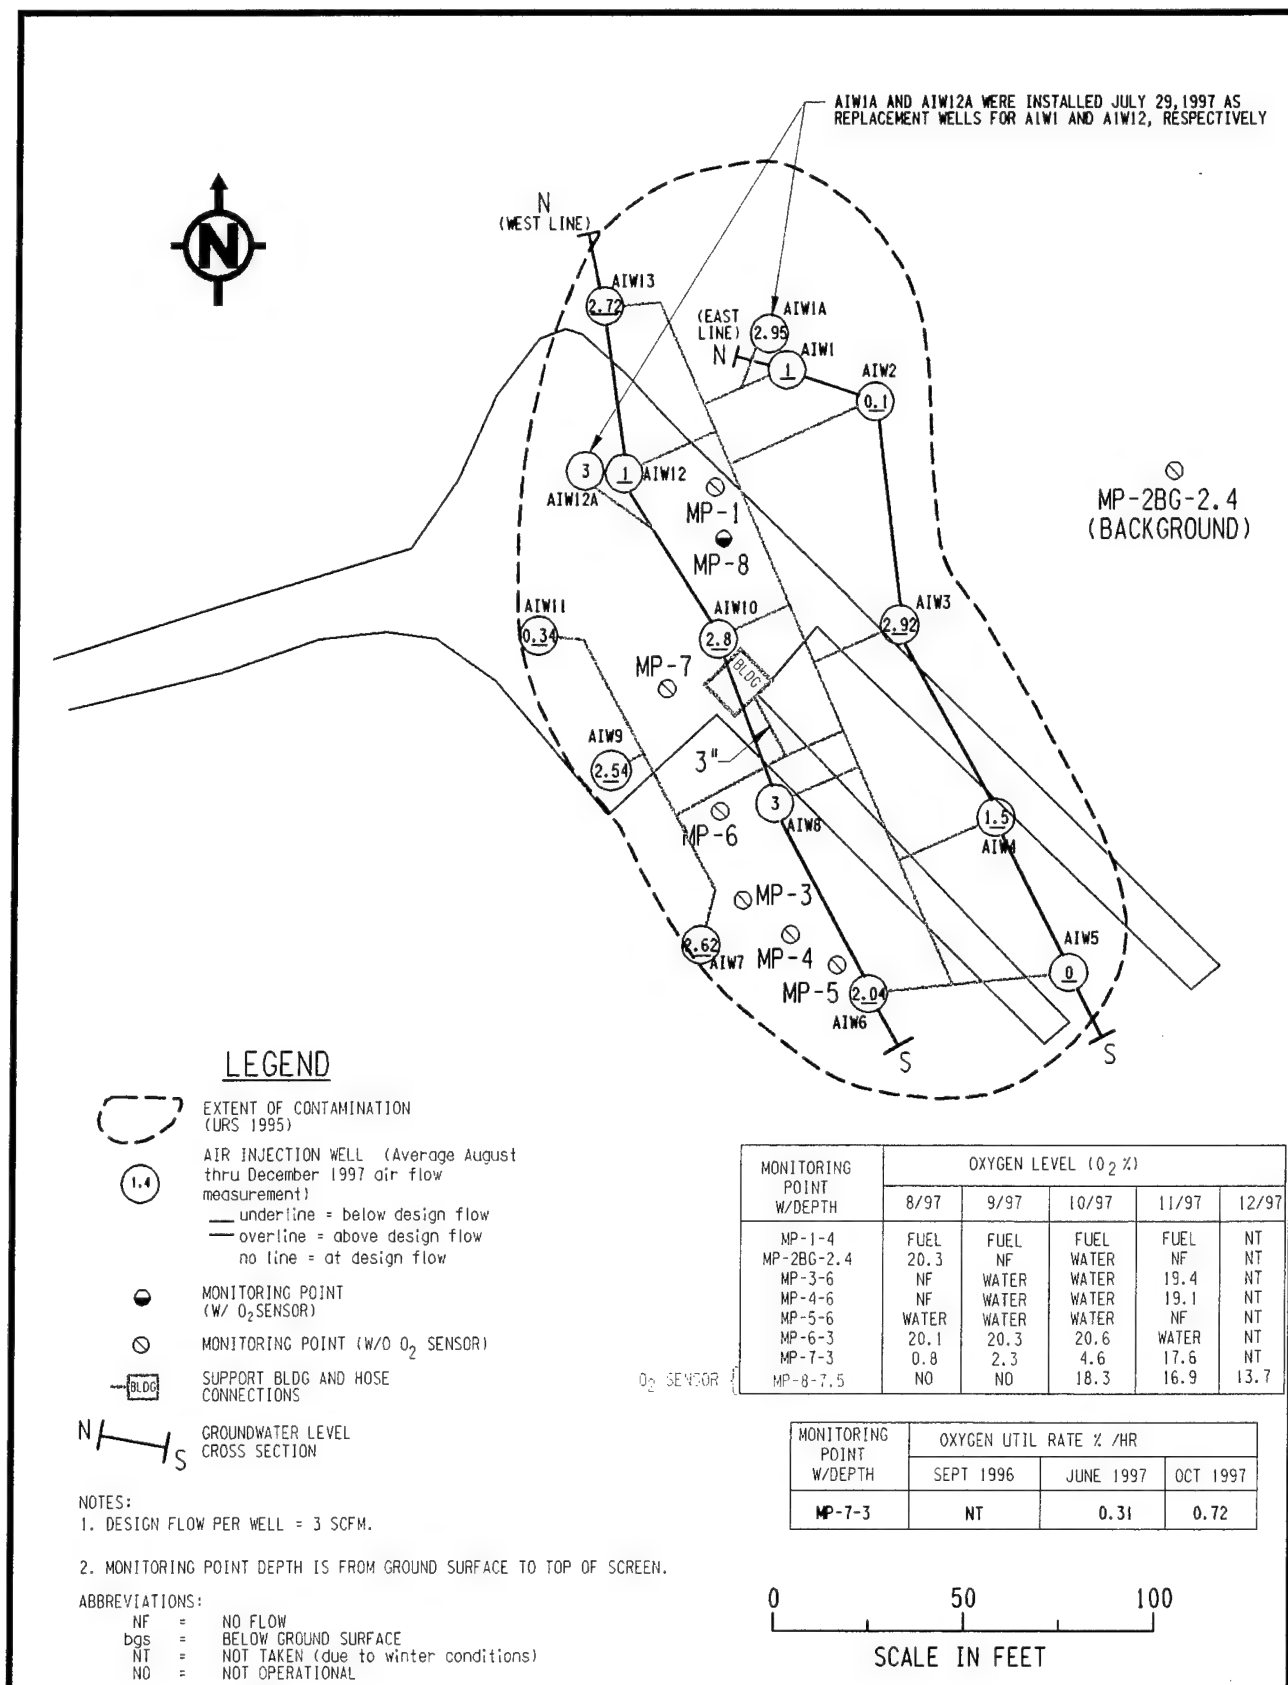 AIW1A AND AIW12A WERE INSTALLED JULY 29,1997 AS
REPLACEMENT WELLS FOR AIW1 AND AIW12, RESPECTIVELY
N
N
(WEST LINE)
AIW13
2.72
AIW1A
2.95
(EAST
LINE)
N
AIW1
1
AIW2
0.1
3
AIW12A
1
AIW12
MP-1
MP-8
MP-2BG-2.4
(BACKGROUND)
AIW11
0.34
AIW10
2.8
AIW3
2.92
MP-7
BLDG
AIW9
2.54
3"
3
AIW8
MP-6
1.5
AIW4
MP-3
2.62
AIW7
MP-4
MP-5
2.04
AIW6
AIW5
0
S
S
LEGEND
EXTENT OF CONTAMINATION
(URS 1995)
1.4
AIR INJECTION WELL (Average August
thru December 1997 air flow
measurement)
underline = below design flow
overline = above design flow
no line = at design flow
MONITORING POINT
(W/ O2 SENSOR)
MONITORING POINT (W/O O2 SENSOR)
BLDG
SUPPORT BLDG AND HOSE
CONNECTIONS
N S
GROUNDWATER LEVEL
CROSS SECTION
NOTES:
1. DESIGN FLOW PER WELL = 3 SCFM.
2. MONITORING POINT DEPTH IS FROM GROUND SURFACE TO TOP OF SCREEN.
ABBREVIATIONS:
NF = NO FLOW
bgs = BELOW GROUND SURFACE
NT = NOT TAKEN (due to winter conditions)
NO = NOT OPERATIONAL
MONITORING
POINT
W/DEPTH
OXYGEN LEVEL (O2 %)
8/97 9/97 10/97 11/97 12/97
MP-1-4 FUEL FUEL FUEL FUEL NT
MP-2BG-2.4 20.3 NF WATER NF NT
MP-3-6 NF WATER WATER 19.4 NT
MP-4-6 NF WATER WATER 19.1 NT
MP-5-6 WATER WATER WATER NF NT
MP-6-3 20.1 20.3 20.6 WATER NT
MP-7-3 0.8 2.3 4.6 17.6 NT
O2 SENSOR { MP-8-7.5 NO NO 18.3 16.9 13.7
MONITORING
POINT
W/DEPTH
OXYGEN UTIL RATE % /HR
SEPT 1996 JUNE 1997 OCT 1997
MP-7-3 NT 0.31 0.72
0 50 100
SCALE IN FEET